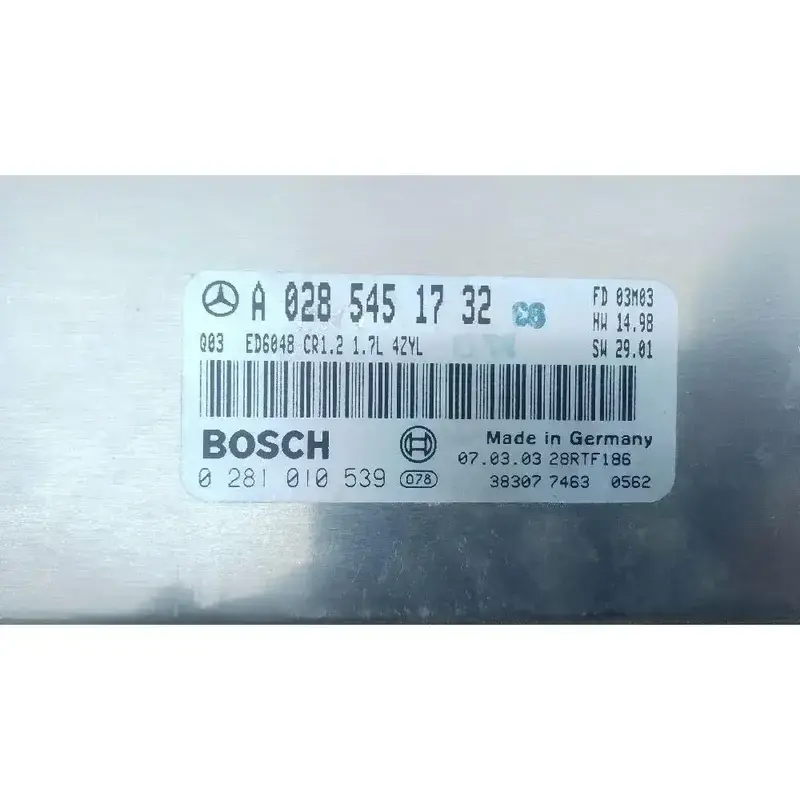 A 028 545 17 32 C8 FD 03M03
HW 14.98
Q03 ED6048 CR1.2 1.7L 4ZYL SW 29.01
BOSCH Made in Germany
07.03.03 28RTF186
0 281 010 539 078 38307 7463 0562